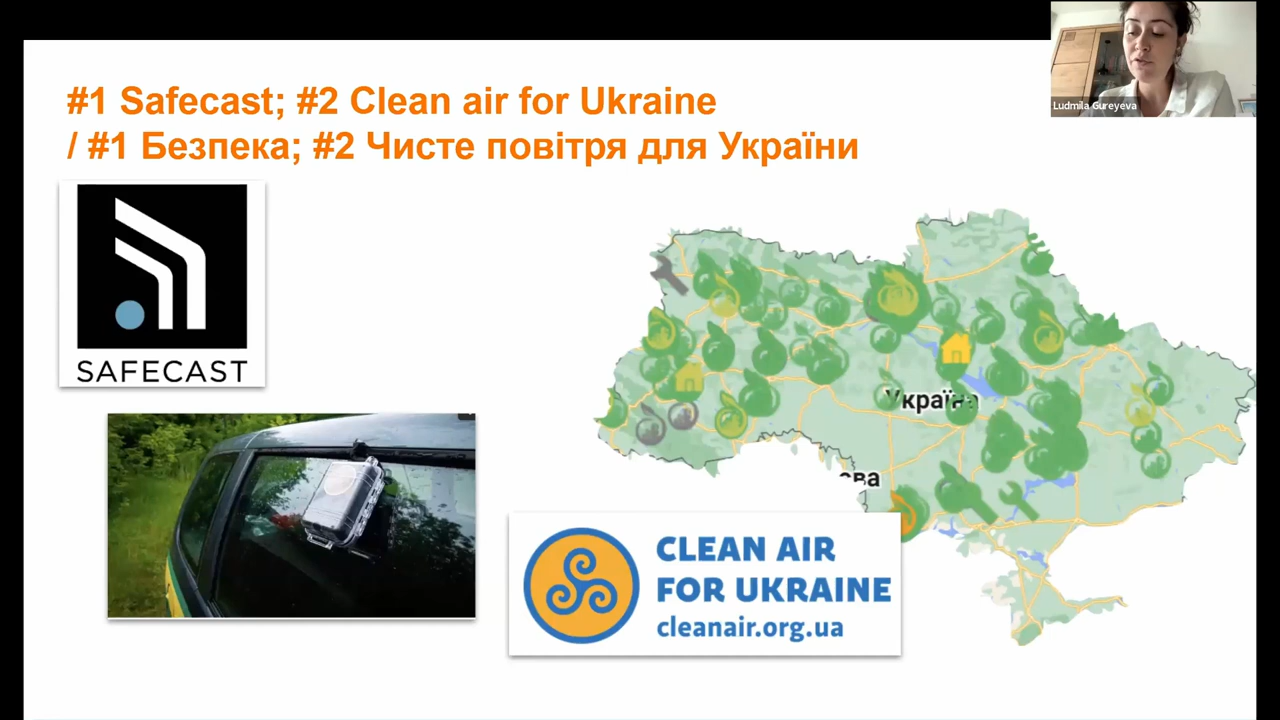 #1 Safecast; #2 Clean air for Ukraine
/ #1 Безпека; #2 Чисте повітря для України
Ludmila Gureyeva
SAFECAST
Україна
ова
CLEAN AIR
FOR UKRAINE
cleanair.org.ua